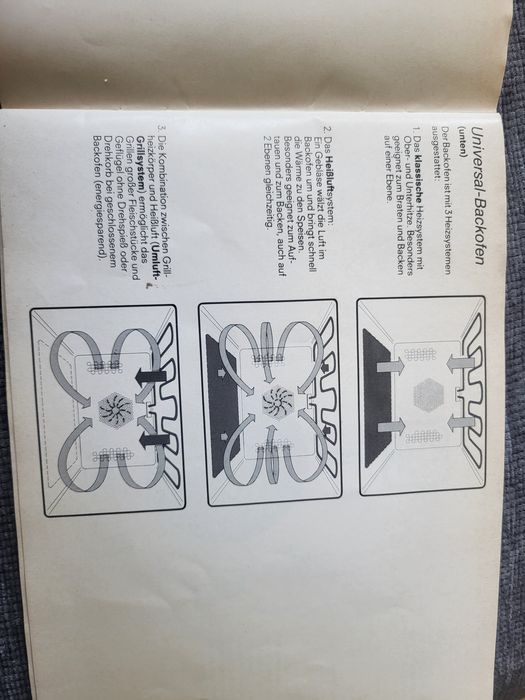 Universal-Backofen
(unten)
Der Backofen ist mit 3 Heizsystemen
ausgestattet:
1. Das klassische Heizsystem mit
Ober- und Unterhitze. Besonders
geeignet zum Braten und Backen
auf einer Ebene.
2. Das Heißluftsystem:
Ein Gebläse wälzt die Luft im
Backofen um und bringt schnell
die Wärme zu den Speisen.
Besonders geeignet zum Auf-
tauen und zum Backen, auch auf
2 Ebenen gleichzeitig.
3. Die Kombination zwischen Grill-
heizkörper und Heißluft (Umluft-
Grillsystem) ermöglicht das
Grillen großer Fleischstücke und
Geflügel ohne Drehspieß oder
Drehkorb bei geschlossenem
Backofen (energiesparend).